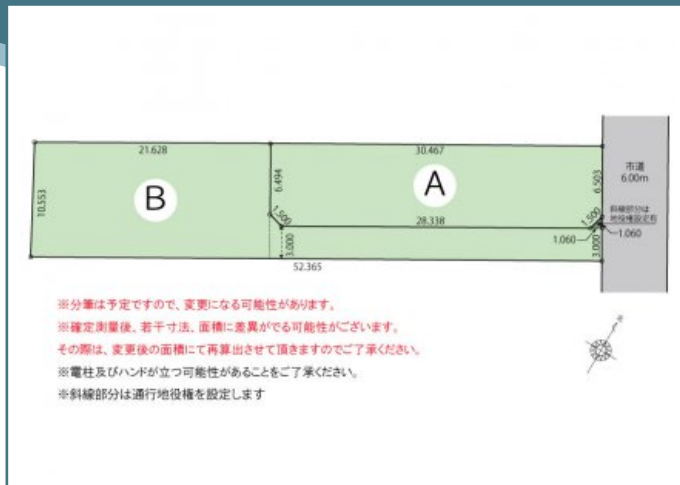 21.628
30.467
10.553
B
6.494
A
6.503
市道
6.00m
1.500
28.338
1.500
斜線部分は
地役権設定有
1.060
1.060
3.000
3.000
52.365
※分筆は予定ですので、変更になる可能性があります。
※確定測量後、若干寸法、面積に差異がでる可能性がございます。
その際は、変更後の面積にて再算出させて頂きますのでご了承ください。
※電柱及びハンドが立つ可能性があることをご了承ください。
※斜線部分は通行地役権を設定します